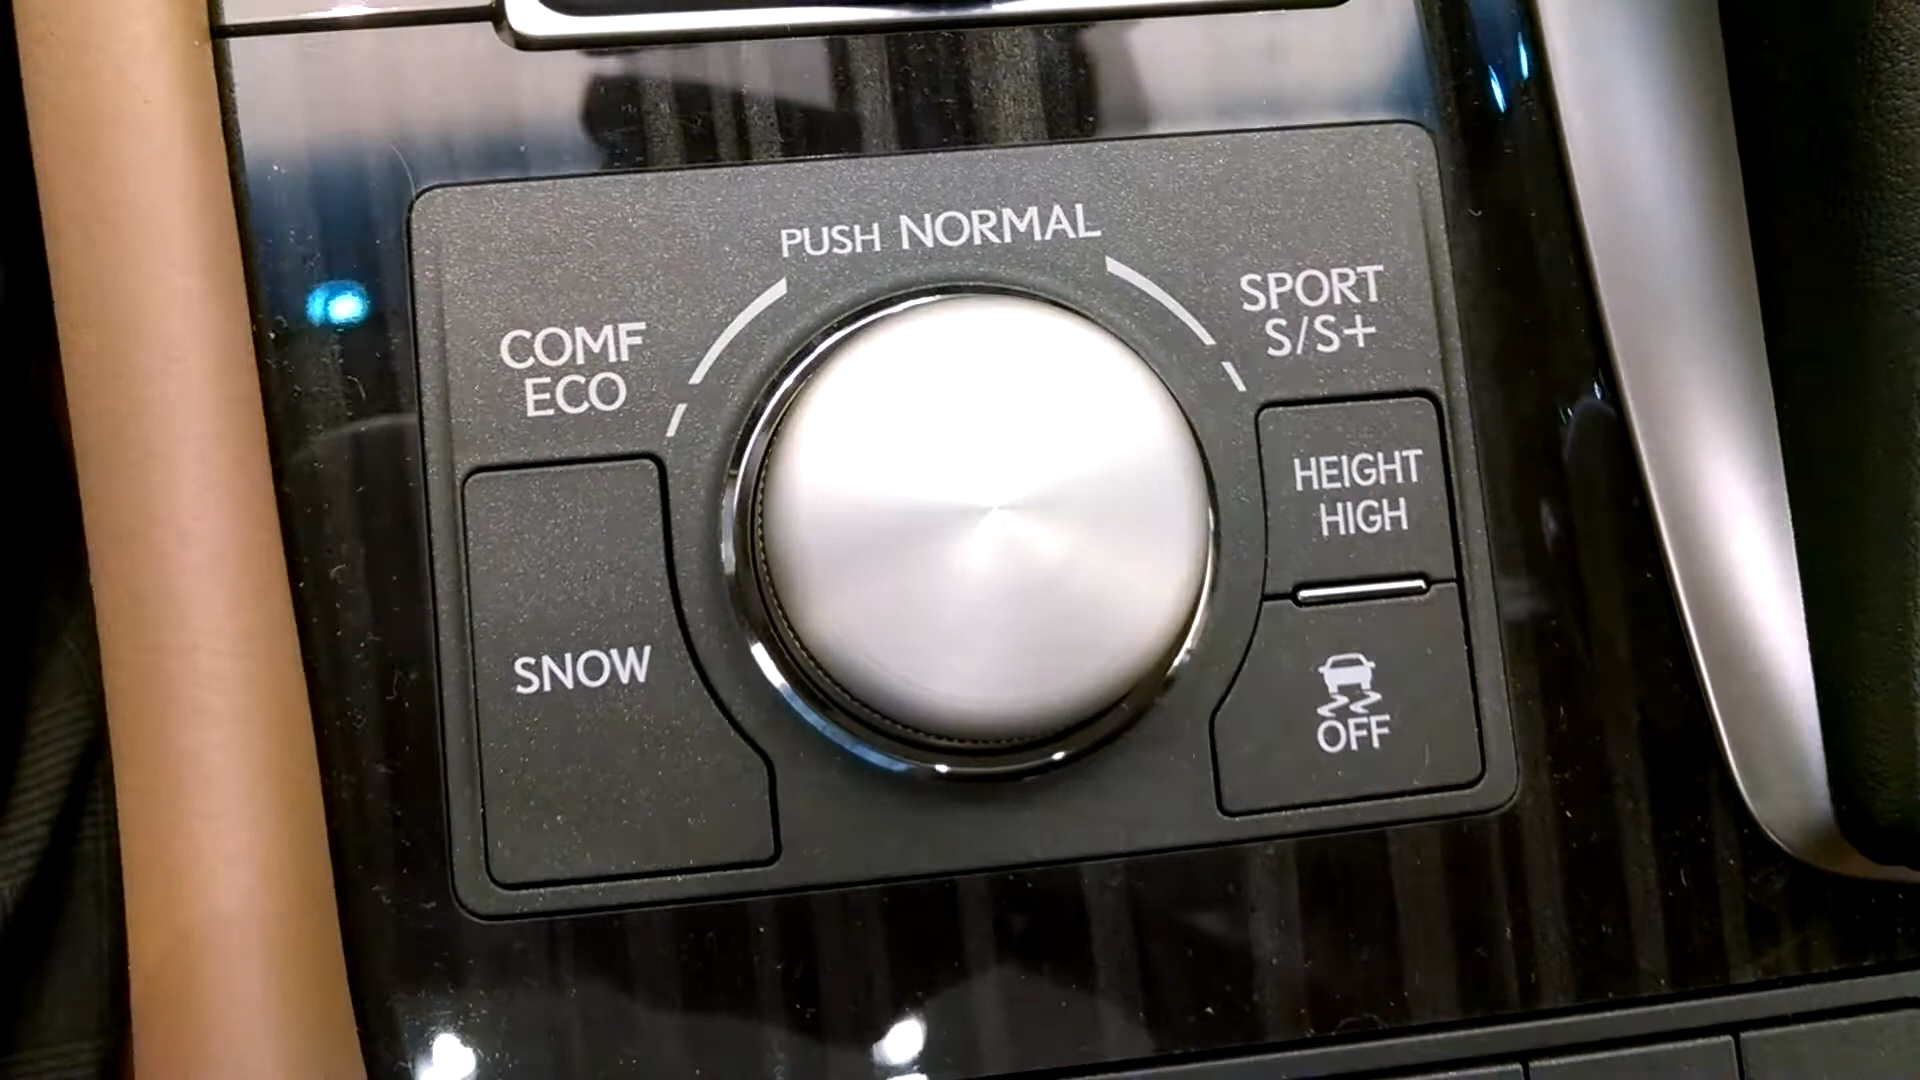 PUSH NORMAL
COMF
ECO
SPORT
S/S+
HEIGHT
HIGH
SNOW
OFF